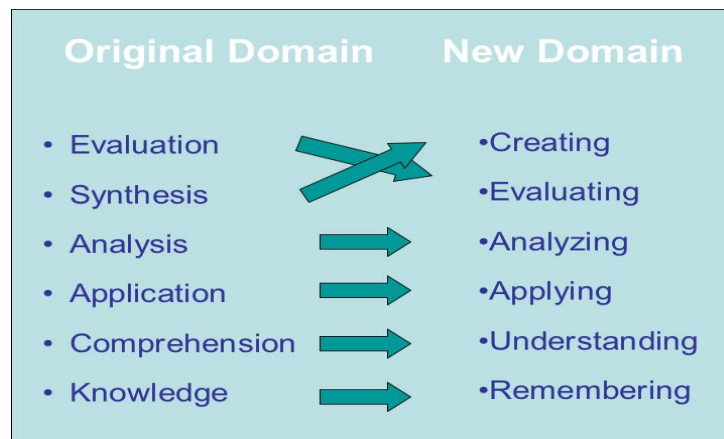 Original Domain
New Domain
• Evaluation
• Synthesis
• Analysis
• Application
• Comprehension
• Knowledge
•Creating
•Evaluating
•Analyzing
•Applying
•Understanding
•Remembering